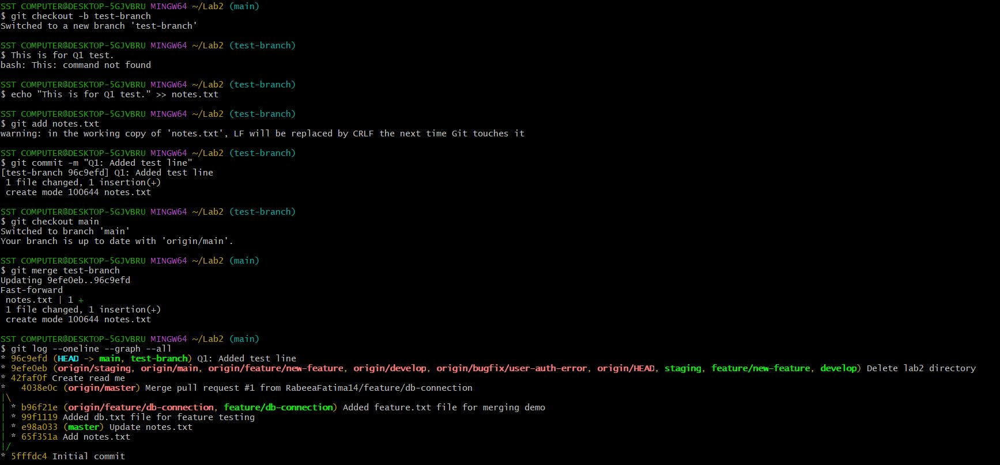 SST COMPUTER@DESKTOP-5GJVBRU MINGW64 ~/Lab2 (main)
$ git checkout -b test-branch
Switched to a new branch 'test-branch'
SST COMPUTER@DESKTOP-5GJVBRU MINGW64 ~/Lab2 (test-branch)
$ This is for Q1 test.
bash: This: command not found
SST COMPUTER@DESKTOP-5GJVBRU MINGW64 ~/Lab2 (test-branch)
$ echo "This is for Q1 test." >> notes.txt
SST COMPUTER@DESKTOP-5GJVBRU MINGW64 ~/Lab2 (test-branch)
$ git add notes.txt
warning: in the working copy of 'notes.txt', LF will be replaced by CRLF the next time Git touches it
SST COMPUTER@DESKTOP-5GJVBRU MINGW64 ~/Lab2 (test-branch)
$ git commit -m "Q1: Added test line"
[test-branch 96c9efd] Q1: Added test line
 1 file changed, 1 insertion(+)
 create mode 100644 notes.txt
SST COMPUTER@DESKTOP-5GJVBRU MINGW64 ~/Lab2 (test-branch)
$ git checkout main
Switched to branch 'main'
Your branch is up to date with 'origin/main'.
SST COMPUTER@DESKTOP-5GJVBRU MINGW64 ~/Lab2 (main)
$ git merge test-branch
Updating 9efe0eb..96c9efd
Fast-forward
 notes.txt | 1 +
 1 file changed, 1 insertion(+)
 create mode 100644 notes.txt
SST COMPUTER@DESKTOP-5GJVBRU MINGW64 ~/Lab2 (main)
$ git log --oneline --graph --all
* 96c9efd (HEAD -> main, test-branch) Q1: Added test line
* 9efe0eb (origin/staging, origin/main, origin/feature/new-feature, origin/develop, origin/bugfix/user-auth-error, origin/HEAD, staging, feature/new-feature, develop) Delete lab2 directory
* 42faf0f Create read me
*   4038e0c (origin/master) Merge pull request #1 from RabeeaFatima14/feature/db-connection
|\
| * b96f21e (origin/feature/db-connection, feature/db-connection) Added feature.txt file for merging demo
| * 99f1119 Added db.txt file for feature testing
| * e98a033 (master) Update notes.txt
| * 65f351a Add notes.txt
|/
* 5fffdc4 Initial commit